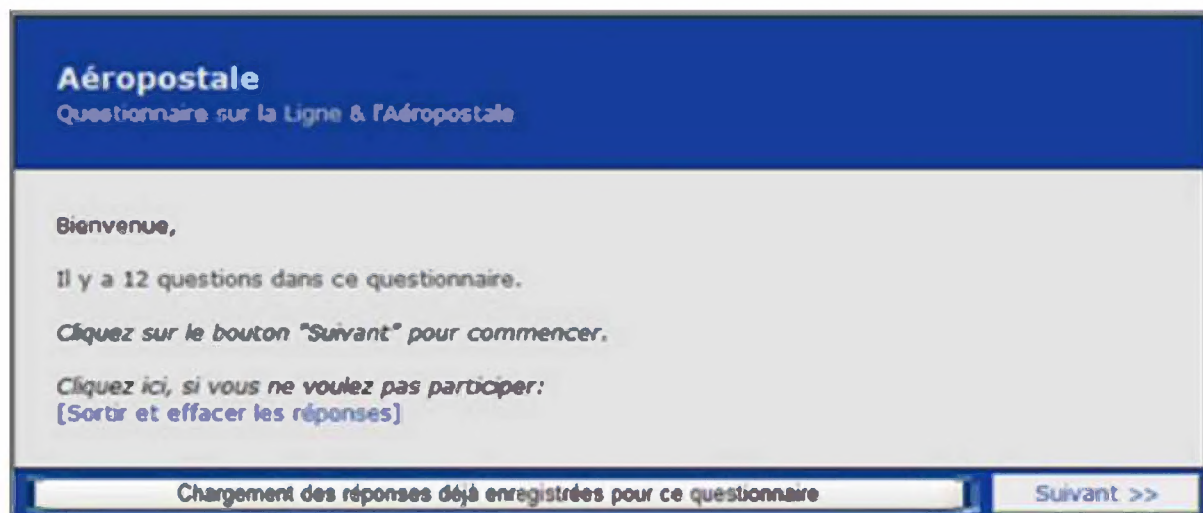 Aéropostale
Questionnaire sur la Ligne & l'Aéropostale
Bienvenue,
Il y a 12 questions dans ce questionnaire.
Cliquez sur le bouton "Suivant" pour commencer.
Cliquez ici, si vous ne voulez pas participer:
[Sortir et effacer les réponses]
Chargement des réponses déjà enregistrées pour ce questionnaire
Suivant >>